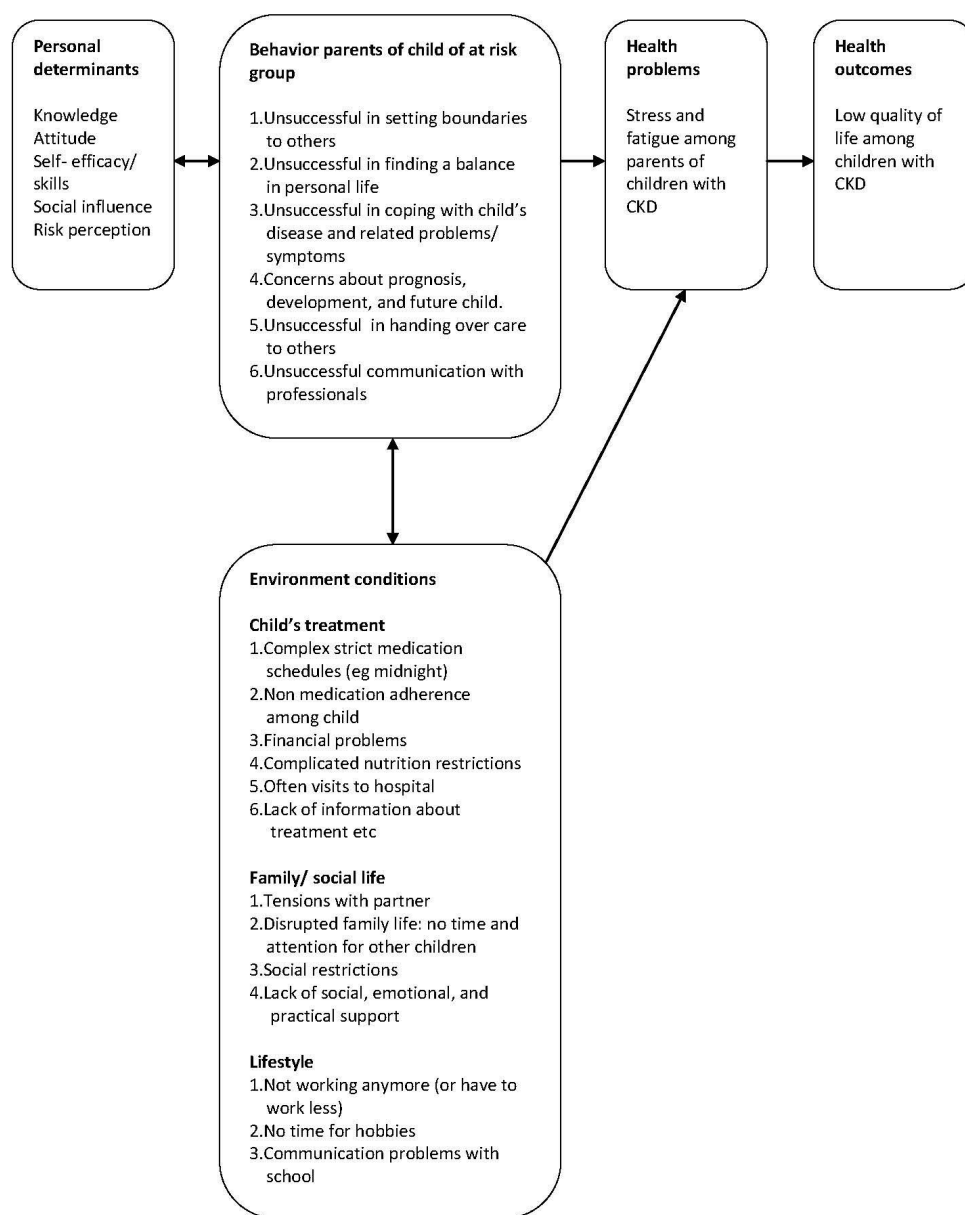 Personal
determinants
Knowledge
Attitude
Self- efficacy/
skills
Social influence
Risk perception
Behavior parents of child of at risk
group
1.Unsuccessful in setting boundaries
to others
2.Unsuccessful in finding a balance
in personal life
3.Unsuccessful in coping with child’s
disease and related problems/
symptoms
4.Concerns about prognosis,
development, and future child.
5.Unsuccessful  in handing over care
to others
6.Unsuccessful communication with
professionals
Health
problems
Stress and
fatigue among
parents of
children with
CKD
Health
outcomes
Low quality of
life among
children with
CKD
Environment conditions
Child’s treatment
1.Complex strict medication
schedules (eg midnight)
2.Non medication adherence
among child
3.Financial problems
4.Complicated nutrition restrictions
5.Often visits to hospital
6.Lack of information about
treatment etc
Family/ social life
1.Tensions with partner
2.Disrupted family life: no time and
attention for other children
3.Social restrictions
4.Lack of social, emotional, and
practical support
Lifestyle
1.Not working anymore (or have to
work less)
2.No time for hobbies
3.Communication problems with
school